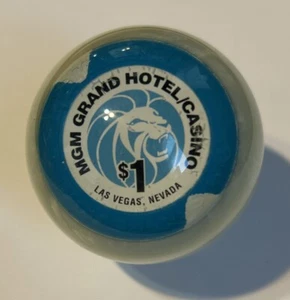 MGM GRAND HOTEL/CASINO
$1
LAS VEGAS, NEVADA